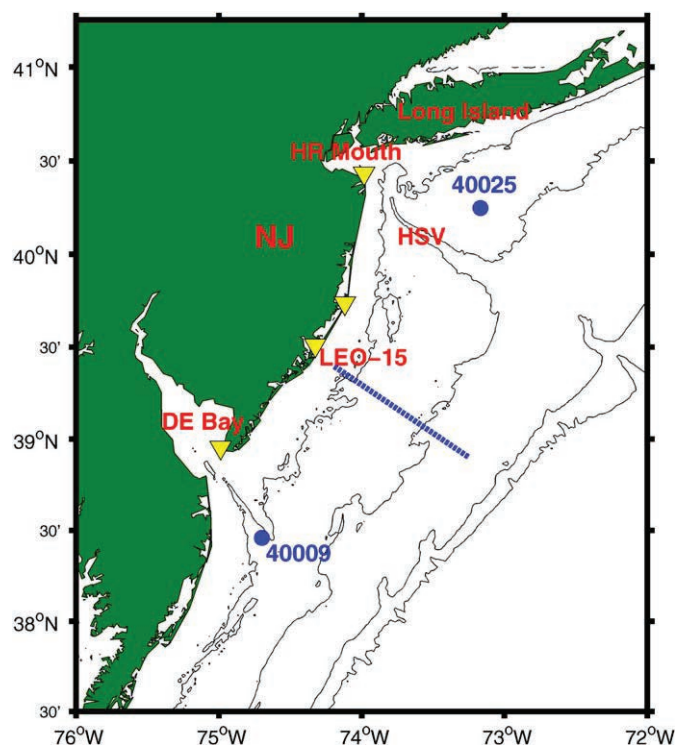 41°N
Long Island
HR Mouth
30'
40025
NJ
HSV
40°N
30'
LEO-15
DE Bay
39°N
30'
40009
38°N
30'
76°W
75°W
74°W
73°W
72°W